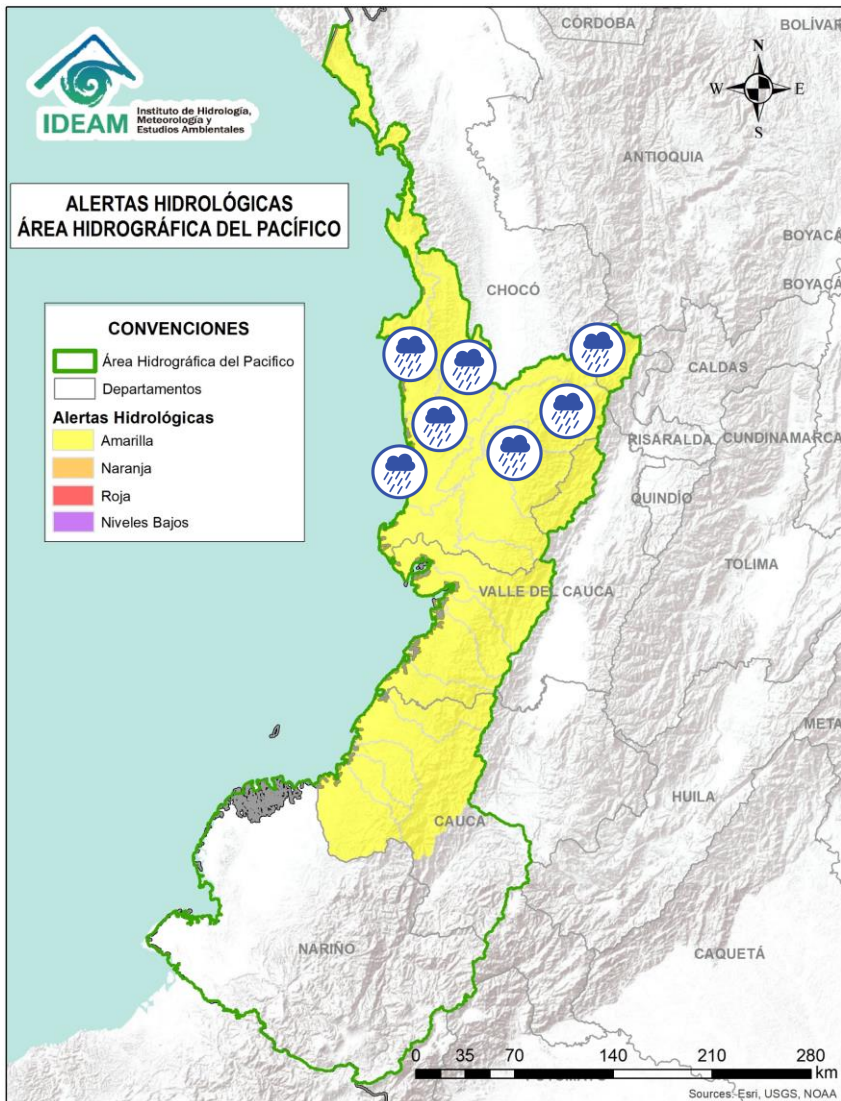 CÓRDOBA
BOLÍVAR
N
W
E
S
IDEAM
Instituto de Hidrología,
Meteorología y
Estudios Ambientales
ANTIOQUIA
ALERTAS HIDROLÓGICAS
ÁREA HIDROGRÁFICA DEL PACÍFICO
BOYACÁ
BOYACÁ
CHOCÓ
CONVENCIONES
Área Hidrográfica del Pacifico
Departamentos
Alertas Hidrológicas
Amarilla
Naranja
Roja
Niveles Bajos
CALDAS
RISARALDA
CUNDINAMARCA
QUINDÍO
TOLIMA
VALLE DEL CAUCA
META
HUILA
CAUCA
NARIÑO
CAQUETÁ
0 35 70 140 210 280
km
PUTUMAYO
Sources: Esri, USGS, NOAA